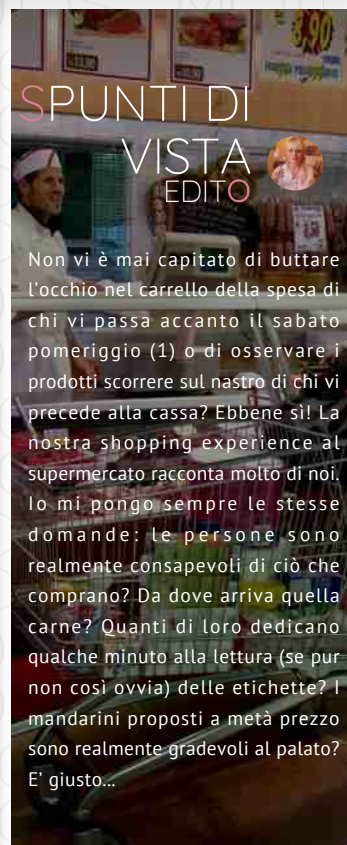 8,90
SPUNTI DI
VISTA
EDITO
Non vi è mai capitato di buttare
l'occhio nel carrello della spesa di
chi vi passa accanto il sabato
pomeriggio (1) o di osservare i
prodotti scorrere sul nastro di chi vi
precede alla cassa? Ebbene sì! La
nostra shopping experience al
supermercato racconta molto di noi.
Io mi pongo sempre le stesse
domande: le persone sono
realmente consapevoli di ciò che
comprano? Da dove arriva quella
carne? Quanti di loro dedicano
qualche minuto alla lettura (se pur
non così ovvia) delle etichette? I
mandarini proposti a metà prezzo
sono realmente gradevoli al palato?
E' giusto...